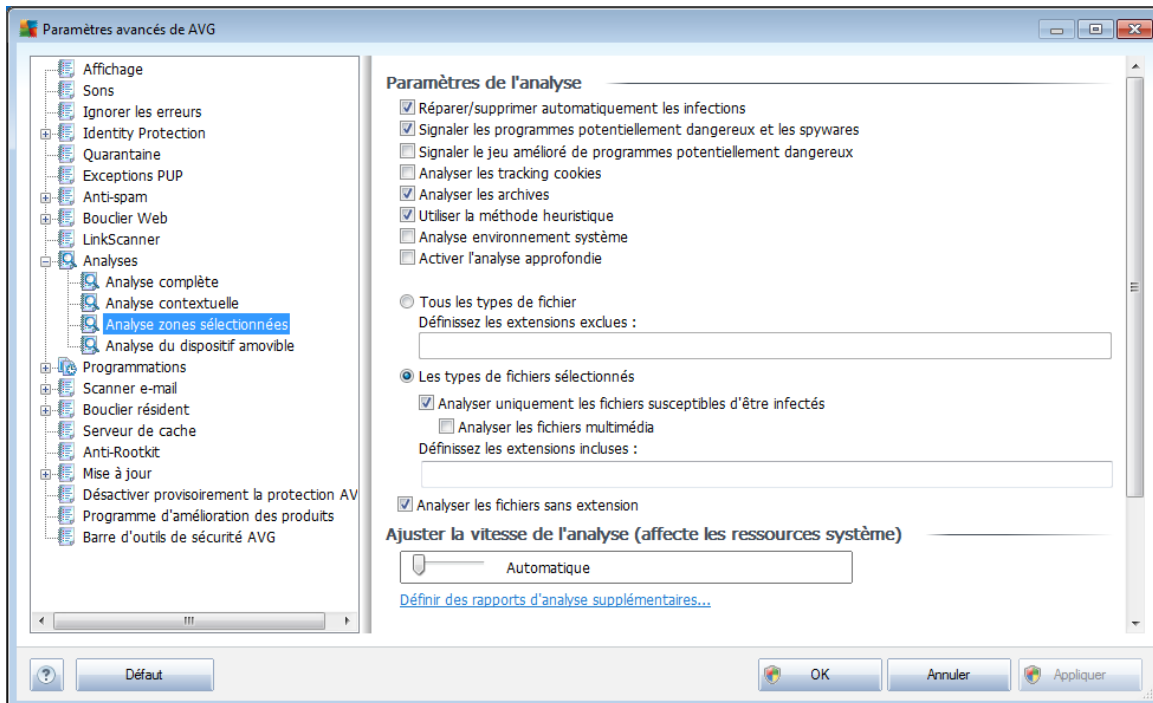 Paramètres avancés de AVG
Affichage
Sons
Ignorer les erreurs
Identity Protection
Quarantaine
Exceptions PUP
Anti-spam
Bouclier Web
LinkScanner
Analyses
Analyse complète
Analyse contextuelle
Analyse zones sélectionnées
Analyse du dispositif amovible
Programmations
Scanner e-mail
Bouclier résident
Serveur de cache
Anti-Rootkit
Mise à jour
Désactiver provisoirement la protection AV
Programme d'amélioration des produits
Barre d'outils de sécurité AVG
Paramètres de l'analyse
Réparer/supprimer automatiquement les infections
Signaler les programmes potentiellement dangereux et les spywares
Signaler le jeu amélioré de programmes potentiellement dangereux
Analyser les tracking cookies
Analyser les archives
Utiliser la méthode heuristique
Analyse environnement système
Activer l'analyse approfondie
Tous les types de fichier
Définissez les extensions exclues :
Les types de fichiers sélectionnés
Analyser uniquement les fichiers susceptibles d'être infectés
Analyser les fichiers multimédia
Définissez les extensions incluses :
Analyser les fichiers sans extension
Ajuster la vitesse de l'analyse (affecte les ressources système)
Automatique
Définir des rapports d'analyse supplémentaires...
?
Défaut
OK
Annuler
Appliquer